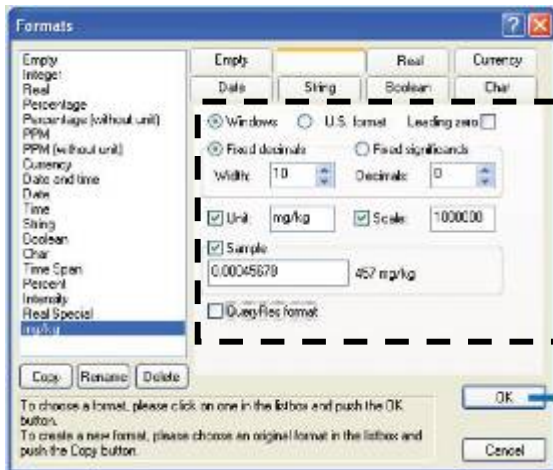 Formats
Empty
Integer
Real
Percentage
Percentage (without unit)
PPM
PPM (without unit)
Currency
Date and time
Date
Time
String
Boolean
Char
Time Span
Percent
Intensity
Real Special
mg/kg
Empty Real Currency
Date String Boolean Char
Windows U.S. format Leading zero
Fixed decimals Fixed significands
Width: 10 Decimals: 0
Unit: mg/kg Scale: 1000000
Sample
0.00045679 457 mg/kg
QueryRes format
Copy Rename Delete
To choose a format, please click on one in the listbox and push the OK
button.
To create a new format, please choose an original format in the listbox and
push the Copy button.
OK
Cancel